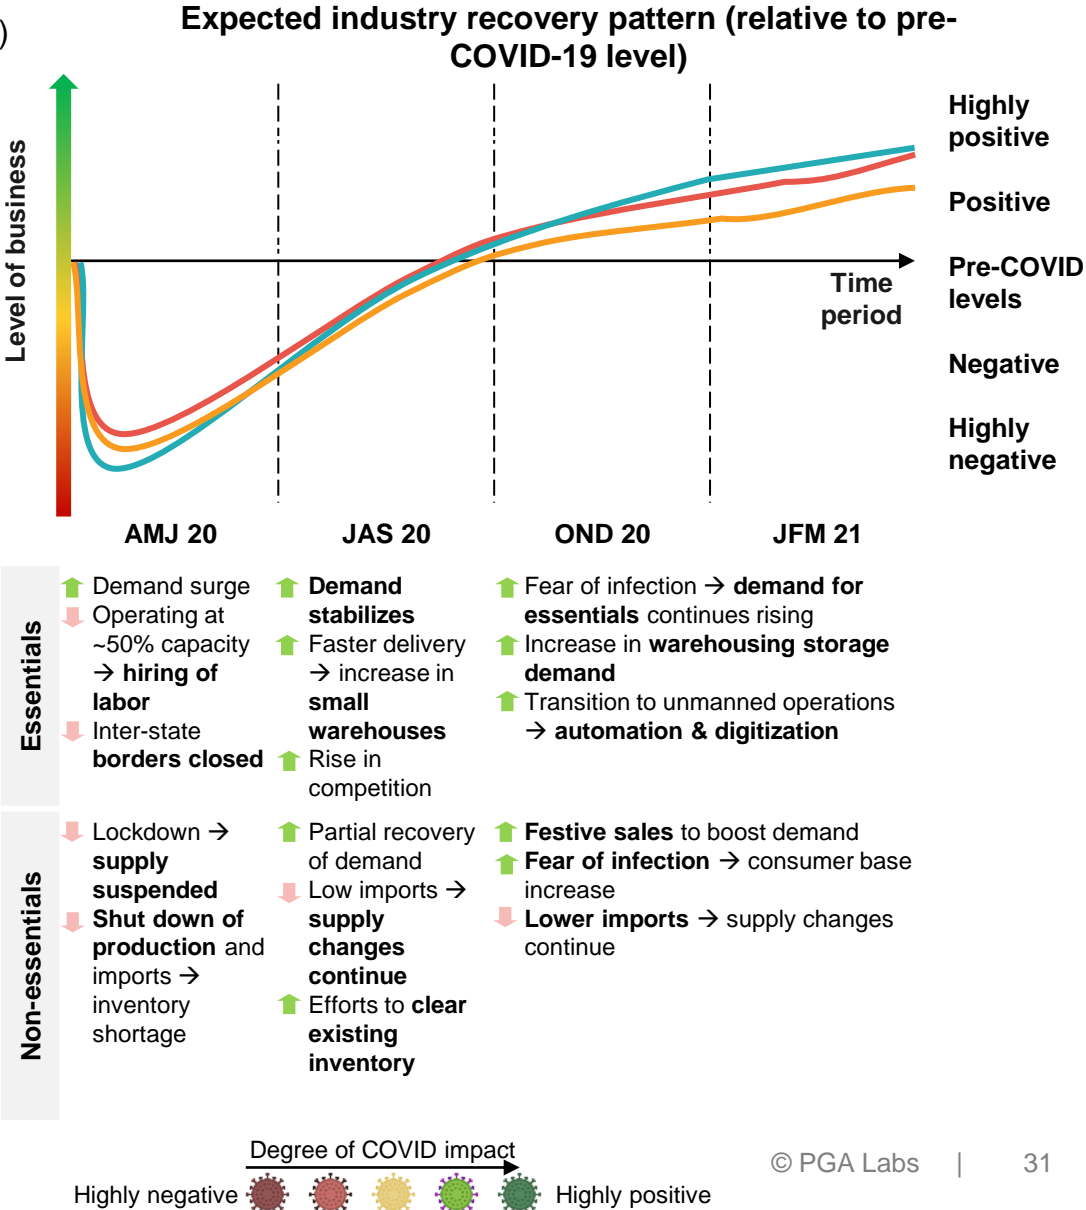 )
Expected industry recovery pattern (relative to pre-
COVID-19 level)
Level of business
Highly
positive
Positive
Pre-COVID
levels
Negative
Highly
negative
Time
period
AMJ 20
JAS 20
OND 20
JFM 21
Essentials
Demand surge
Operating at
~50% capacity
→ hiring of
labor
Inter-state
borders closed
Demand
stabilizes
Faster delivery
→ increase in
small
warehouses
Rise in
competition
Fear of infection → demand for
essentials continues rising
Increase in warehousing storage
demand
Transition to unmanned operations
→ automation & digitization
Non-essentials
Lockdown →
supply
suspended
Shut down of
production and
imports →
inventory
shortage
Partial recovery
of demand
Low imports →
supply
changes
continue
Efforts to clear
existing
inventory
Festive sales to boost demand
Fear of infection → consumer base
increase
Lower imports → supply changes
continue
Degree of COVID impact
Highly negative
Highly positive
© PGA Labs | 31